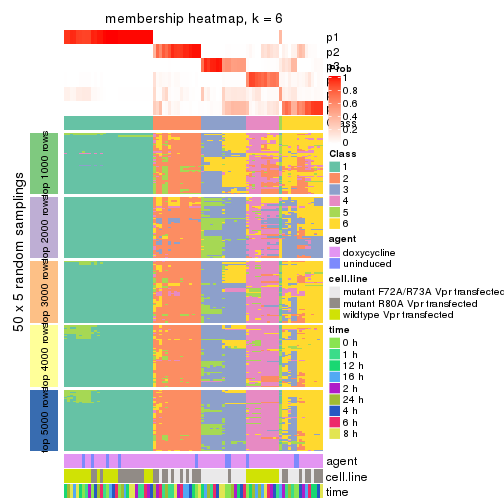 membership heatmap, k = 6
p1
p2
p3
Prob
1
0.8
0.6
0.4
0.2
0
Class
1
2
3
4
5
6
agent
doxycycline
uninduced
cell.line
mutant F72A/R73A Vpr transfected
mutant R80A Vpr transfected
wildtype Vpr transfected
time
0 h
1 h
12 h
16 h
2 h
24 h
4 h
6 h
8 h
50 x 5 random samplings
top 1000 rows
top 2000 rows
top 3000 rows
top 4000 rows
top 5000 rows
agent
cell.line
time